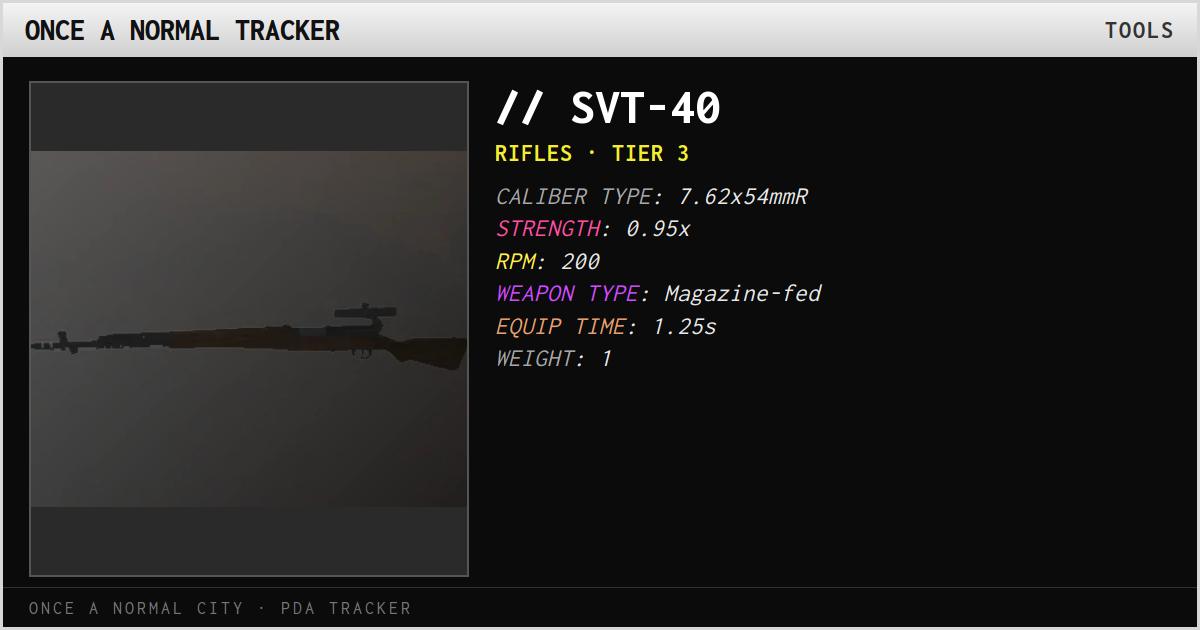 ONCE A NORMAL TRACKER
TOOLS
// SVT-40
RIFLES · TIER 3
CALIBER TYPE: 7.62x54mmR
STRENGTH: 0.95x
RPM: 200
WEAPON TYPE: Magazine-fed
EQUIP TIME: 1.25s
WEIGHT: 1
ONCE A NORMAL CITY · PDA TRACKER